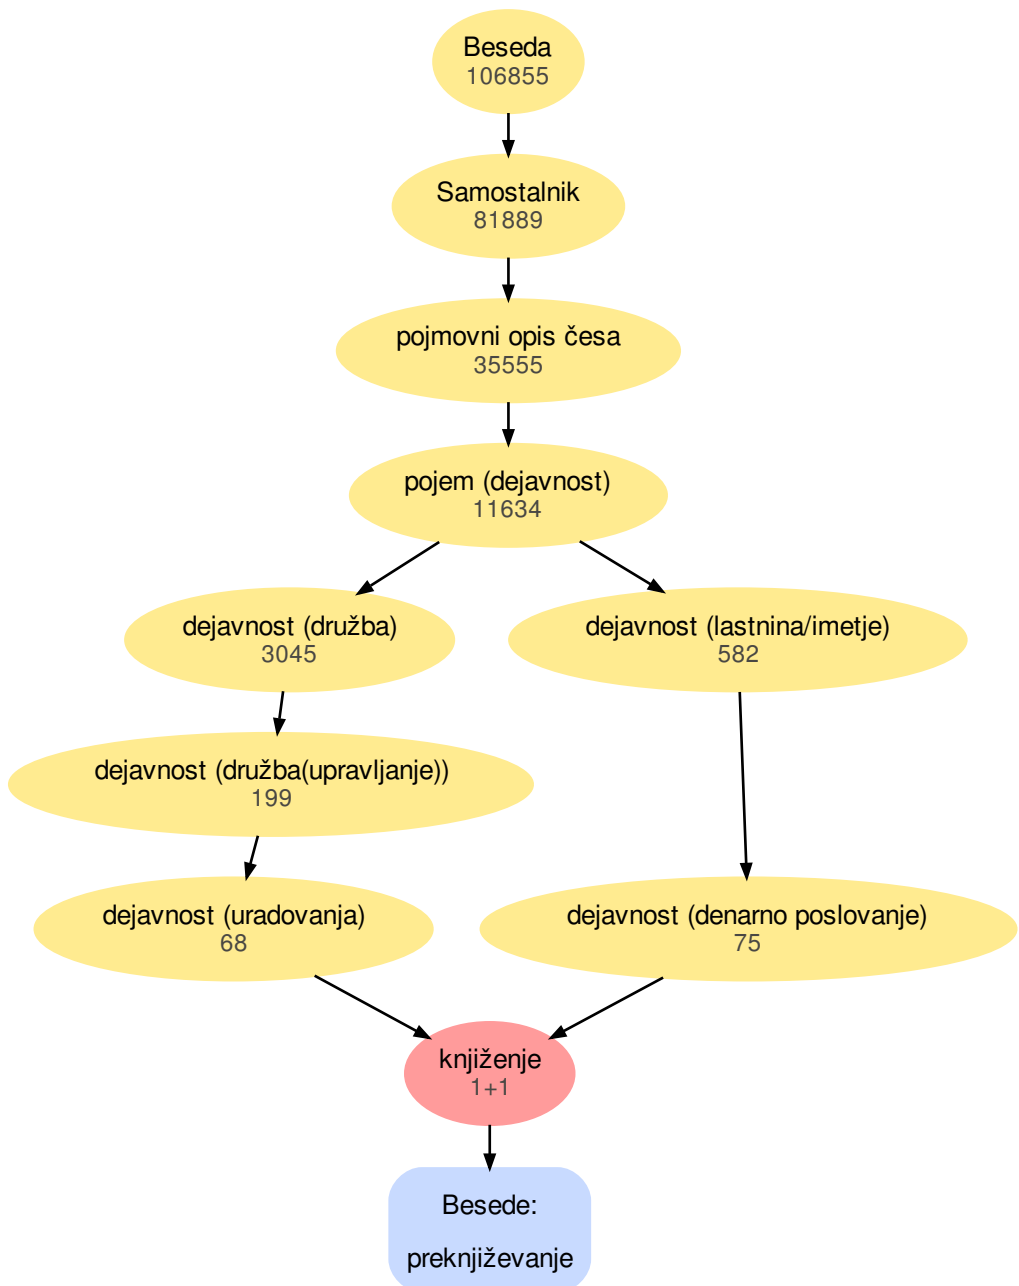 Beseda
106855
Samostalnik
81889
pojmovni opis česa
35555
pojem (dejavnost)
11634
dejavnost (družba)
3045
dejavnost (lastnina/imetje)
582
dejavnost (družba(upravljanje))
199
dejavnost (uradovanja)
68
dejavnost (denarno poslovanje)
75
knjiženje
1+1
Besede:
preknjiževanje